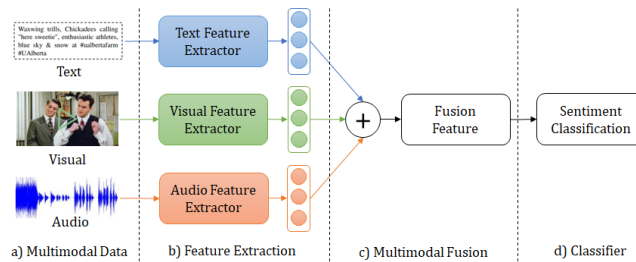 Waxwing trills, Chickadees calling
"here sweetie", enthusiastic athletes,
blue sky & snow at #ualbertafarm
#UAlberta
Text
Text Feature
Extractor
Visual
Visual Feature
Extractor
+
Fusion
Feature
Sentiment
Classification
Audio
Audio Feature
Extractor
a) Multimodal Data
b) Feature Extraction
c) Multimodal Fusion
d) Classifier